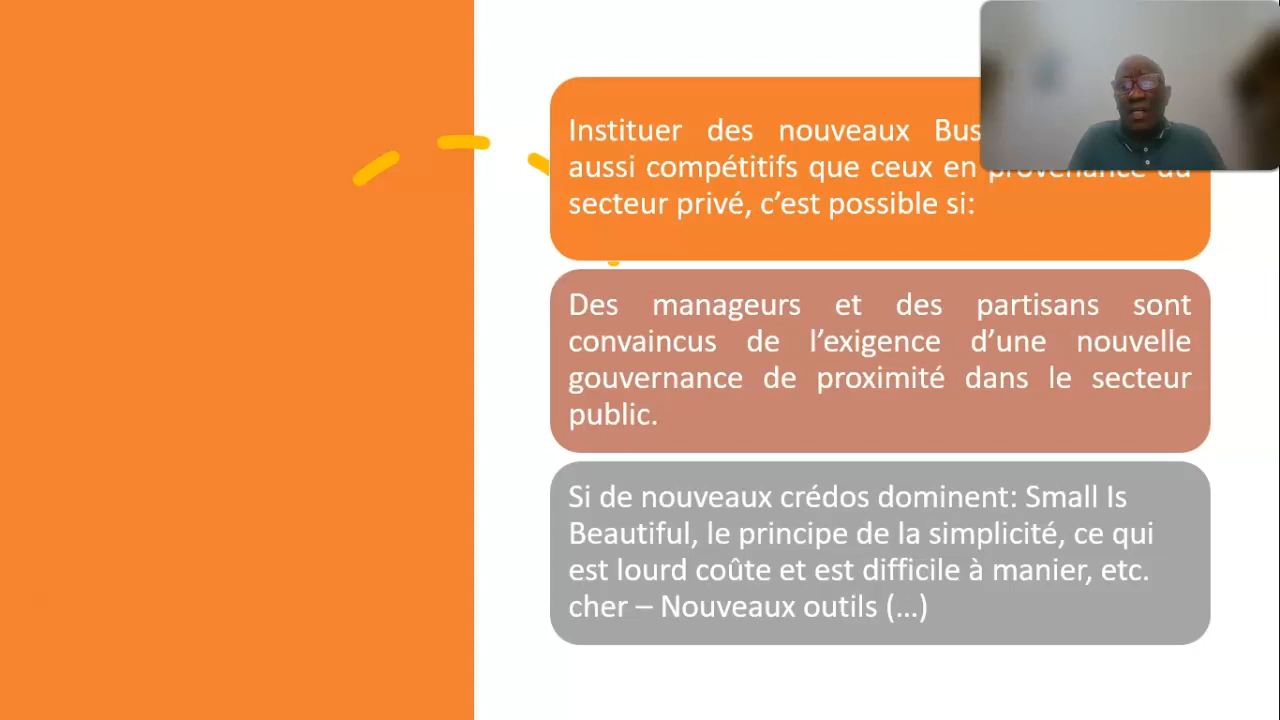 Instituer des nouveaux
aussi compétitifs que ceux en provenance du
secteur privé, c’est possible si:
Des manageurs et des partisans sont
convaincus de l’exigence d’une nouvelle
gouvernance de proximité dans le secteur
public.
Si de nouveaux crédos dominent: Small Is
Beautiful, le principe de la simplicité, ce qui
est lourd coûte et est difficile à manier, etc.
cher – Nouveaux outils (...)